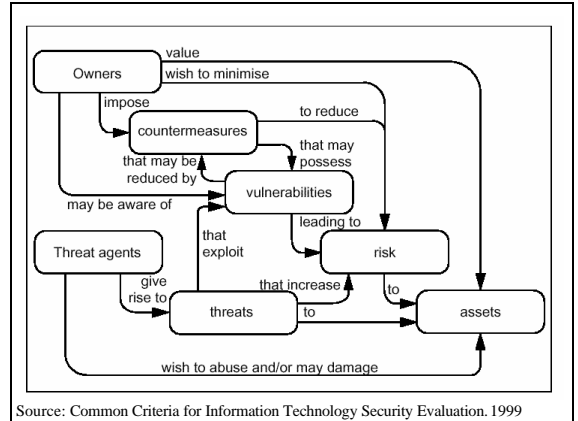 value
Owners
wish to minimise
impose
to reduce
countermeasures
that may
possess
that may be
reduced by
vulnerabilities
may be aware of
leading to
that
exploit
Threat agents
risk
give
rise to
that increase
to
threats
to
assets
wish to abuse and/or may damage
Source: Common Criteria for Information Technology Security Evaluation. 1999